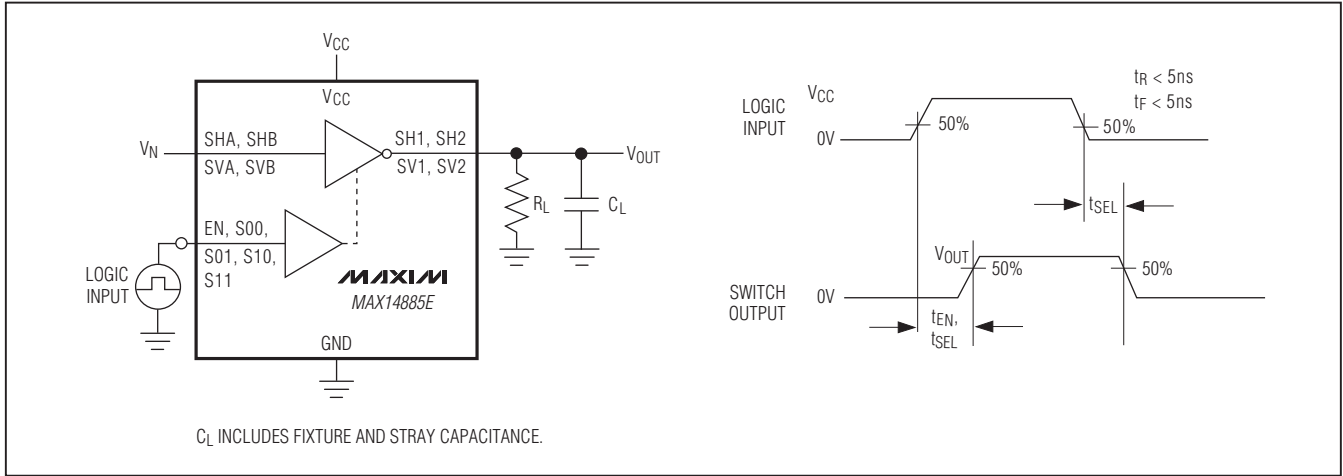 VCC
VCC
VN
SHA, SHB
SVA, SVB
SH1, SH2
SV1, SV2
VOUT
RL
CL
EN, S00,
S01, S10,
S11
LOGIC
INPUT
MAXIM
MAX14885E
GND
CL INCLUDES FIXTURE AND STRAY CAPACITANCE.
LOGIC
INPUT
VCC
0V
50%
50%
tR < 5ns
tF < 5ns
tSEL
VOUT
50%
50%
SWITCH
OUTPUT
0V
tEN,
tSEL